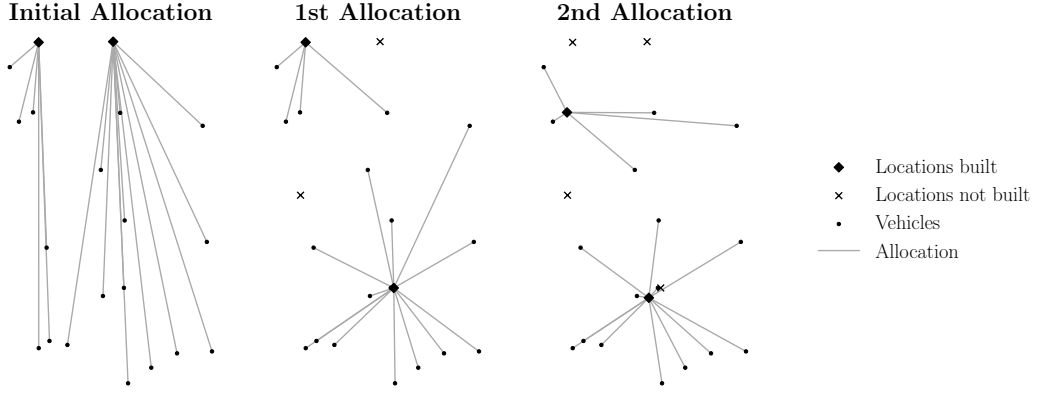 Initial Allocation
1st Allocation
2nd Allocation
Locations built
Locations not built
Vehicles
Allocation